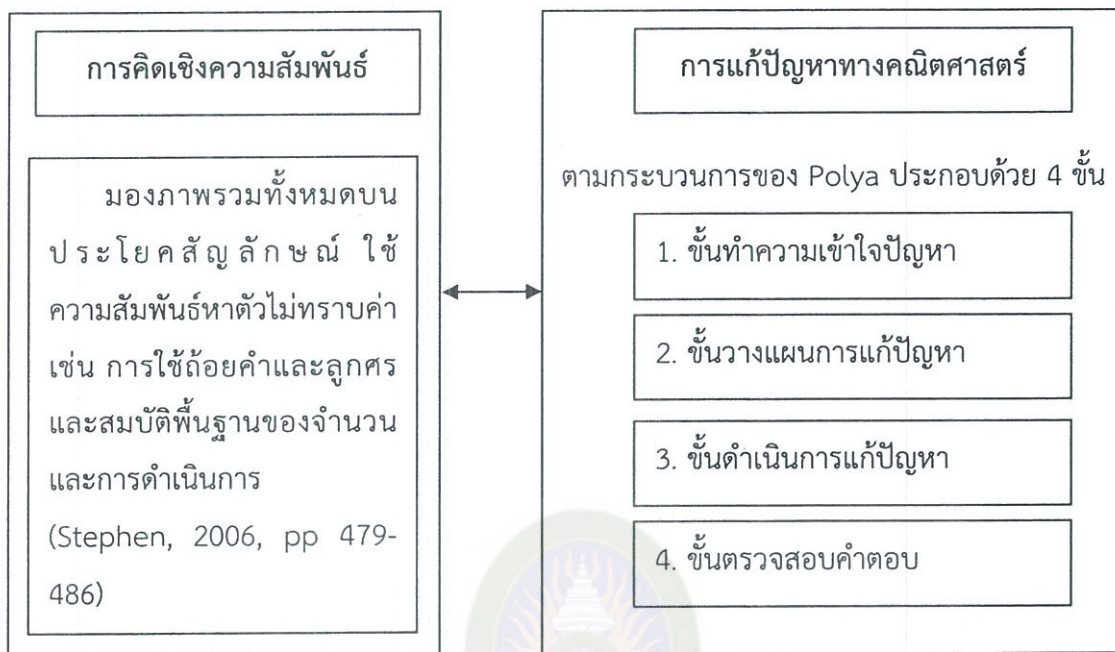 การคิดเชิงความสัมพันธ์
มองภาพรวมทั้งหมดบน
ประโยคสัญลักษณ์ ใช้
ความสัมพันธ์หาตัวไม่ทราบค่า
เช่น การใช้ถ้อยคำและลูกศร
และสมบัติพื้นฐานของจำนวน
และการดำเนินการ
(Stephen, 2006, pp 479-
486)
การแก้ปัญหาทางคณิตศาสตร์
ตามกระบวนการของ Polya ประกอบด้วย 4 ขั้น
1. ขั้นทำความเข้าใจปัญหา
2. ขั้นวางแผนการแก้ปัญหา
3. ขั้นดำเนินการแก้ปัญหา
4. ขั้นตรวจสอบคำตอบ